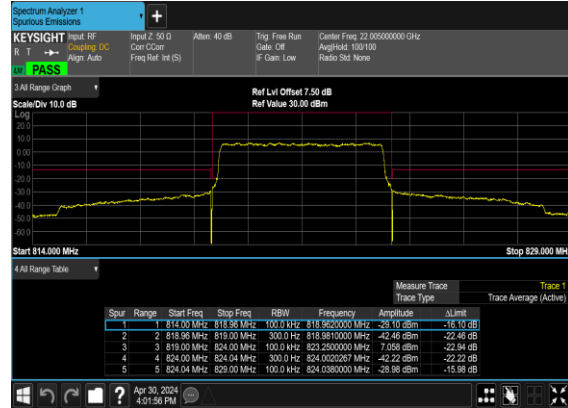 Spectrum Analyzer 1
Spurious Emissions
KEYSIGHT Input: RF Input Z: 50 Ω Atten: 40 dB Trig: Free Run Center Freq: 22.005000000 GHz
R T Coupling: DC Corr CCorr Gate: Off Avg|Hold: 100/100
Align: Auto Freq Ref: Int (S) IF Gain: Low Radio Std: None
PASS
3 All Range Graph
Ref Lvl Offset 7.50 dB
Scale/Div 10.0 dB Ref Value 30.00 dBm
Log
20.0
10.0
0.00
-10.0
-20.0
-30.0
-40.0
-50.0
-60.0
Start 814.000 MHz Stop 829.000 MH
4 All Range Table
Measure Trace Trace 1
Trace Type Trace Average (Active)
Spur Range Start Freq Stop Freq RBW Frequency Amplitude ΔLimit
1 1 814.00 MHz 818.96 MHz 100.0 kHz 818.9620000 MHz -29.10 dBm -16.10 dB
2 2 818.96 MHz 819.00 MHz 300.0 Hz 818.9810000 MHz -42.46 dBm -22.46 dB
3 3 819.00 MHz 824.00 MHz 100.0 kHz 823.2500000 MHz 7.058 dBm -22.94 dB
4 4 824.00 MHz 824.04 MHz 300.0 Hz 824.0020267 MHz -42.22 dBm -22.22 dB
5 5 824.04 MHz 829.00 MHz 100.0 kHz 824.0380000 MHz -28.98 dBm -15.98 dB
Apr 30, 2024
4:01:56 PM